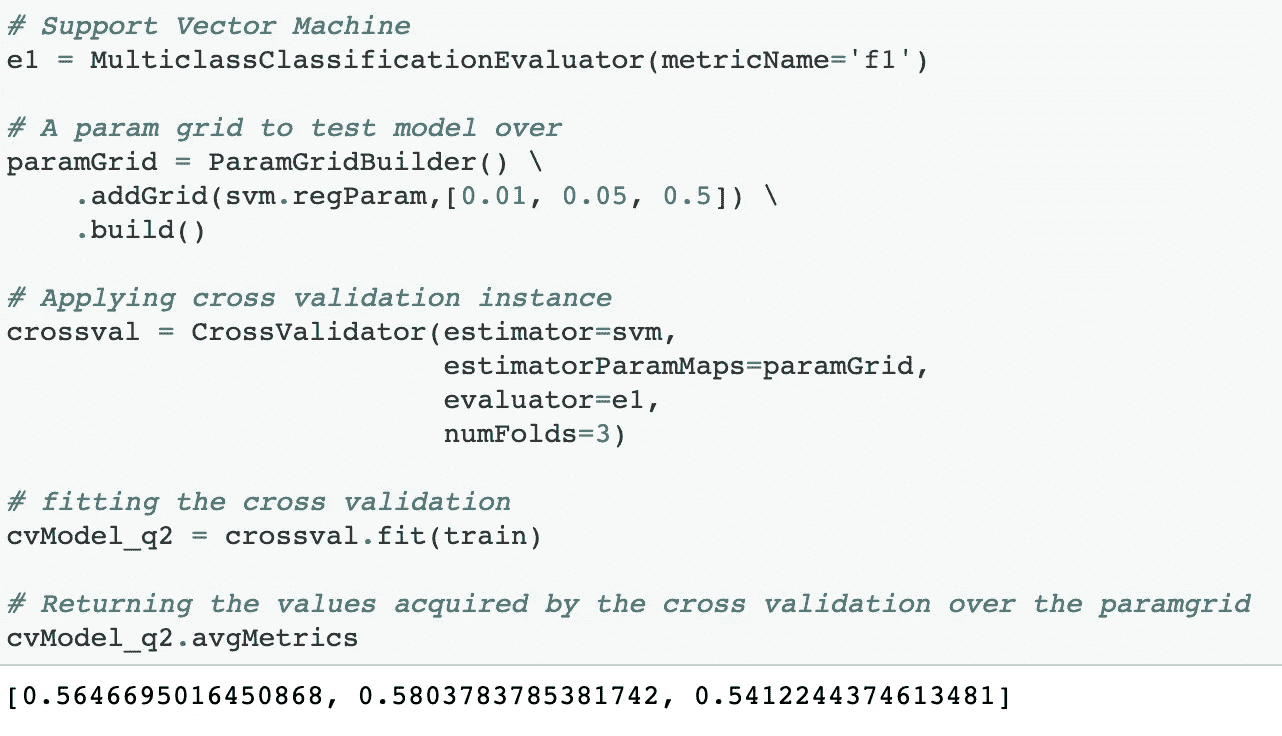 # Support Vector Machine
e1 = MulticlassClassificationEvaluator(metricName='f1')
# A param grid to test model over
paramGrid = ParamGridBuilder() \
    .addGrid(svm.regParam,[0.01, 0.05, 0.5]) \
    .build()
# Applying cross validation instance
crossval = CrossValidator(estimator=svm,
                          estimatorParamMaps=paramGrid,
                          evaluator=e1,
                          numFolds=3)
# fitting the cross validation
cvModel_q2 = crossval.fit(train)
# Returning the values acquired by the cross validation over the paramgrid
cvModel_q2.avgMetrics
[0.5646695016450868, 0.5803783785381742, 0.5412244374613481]